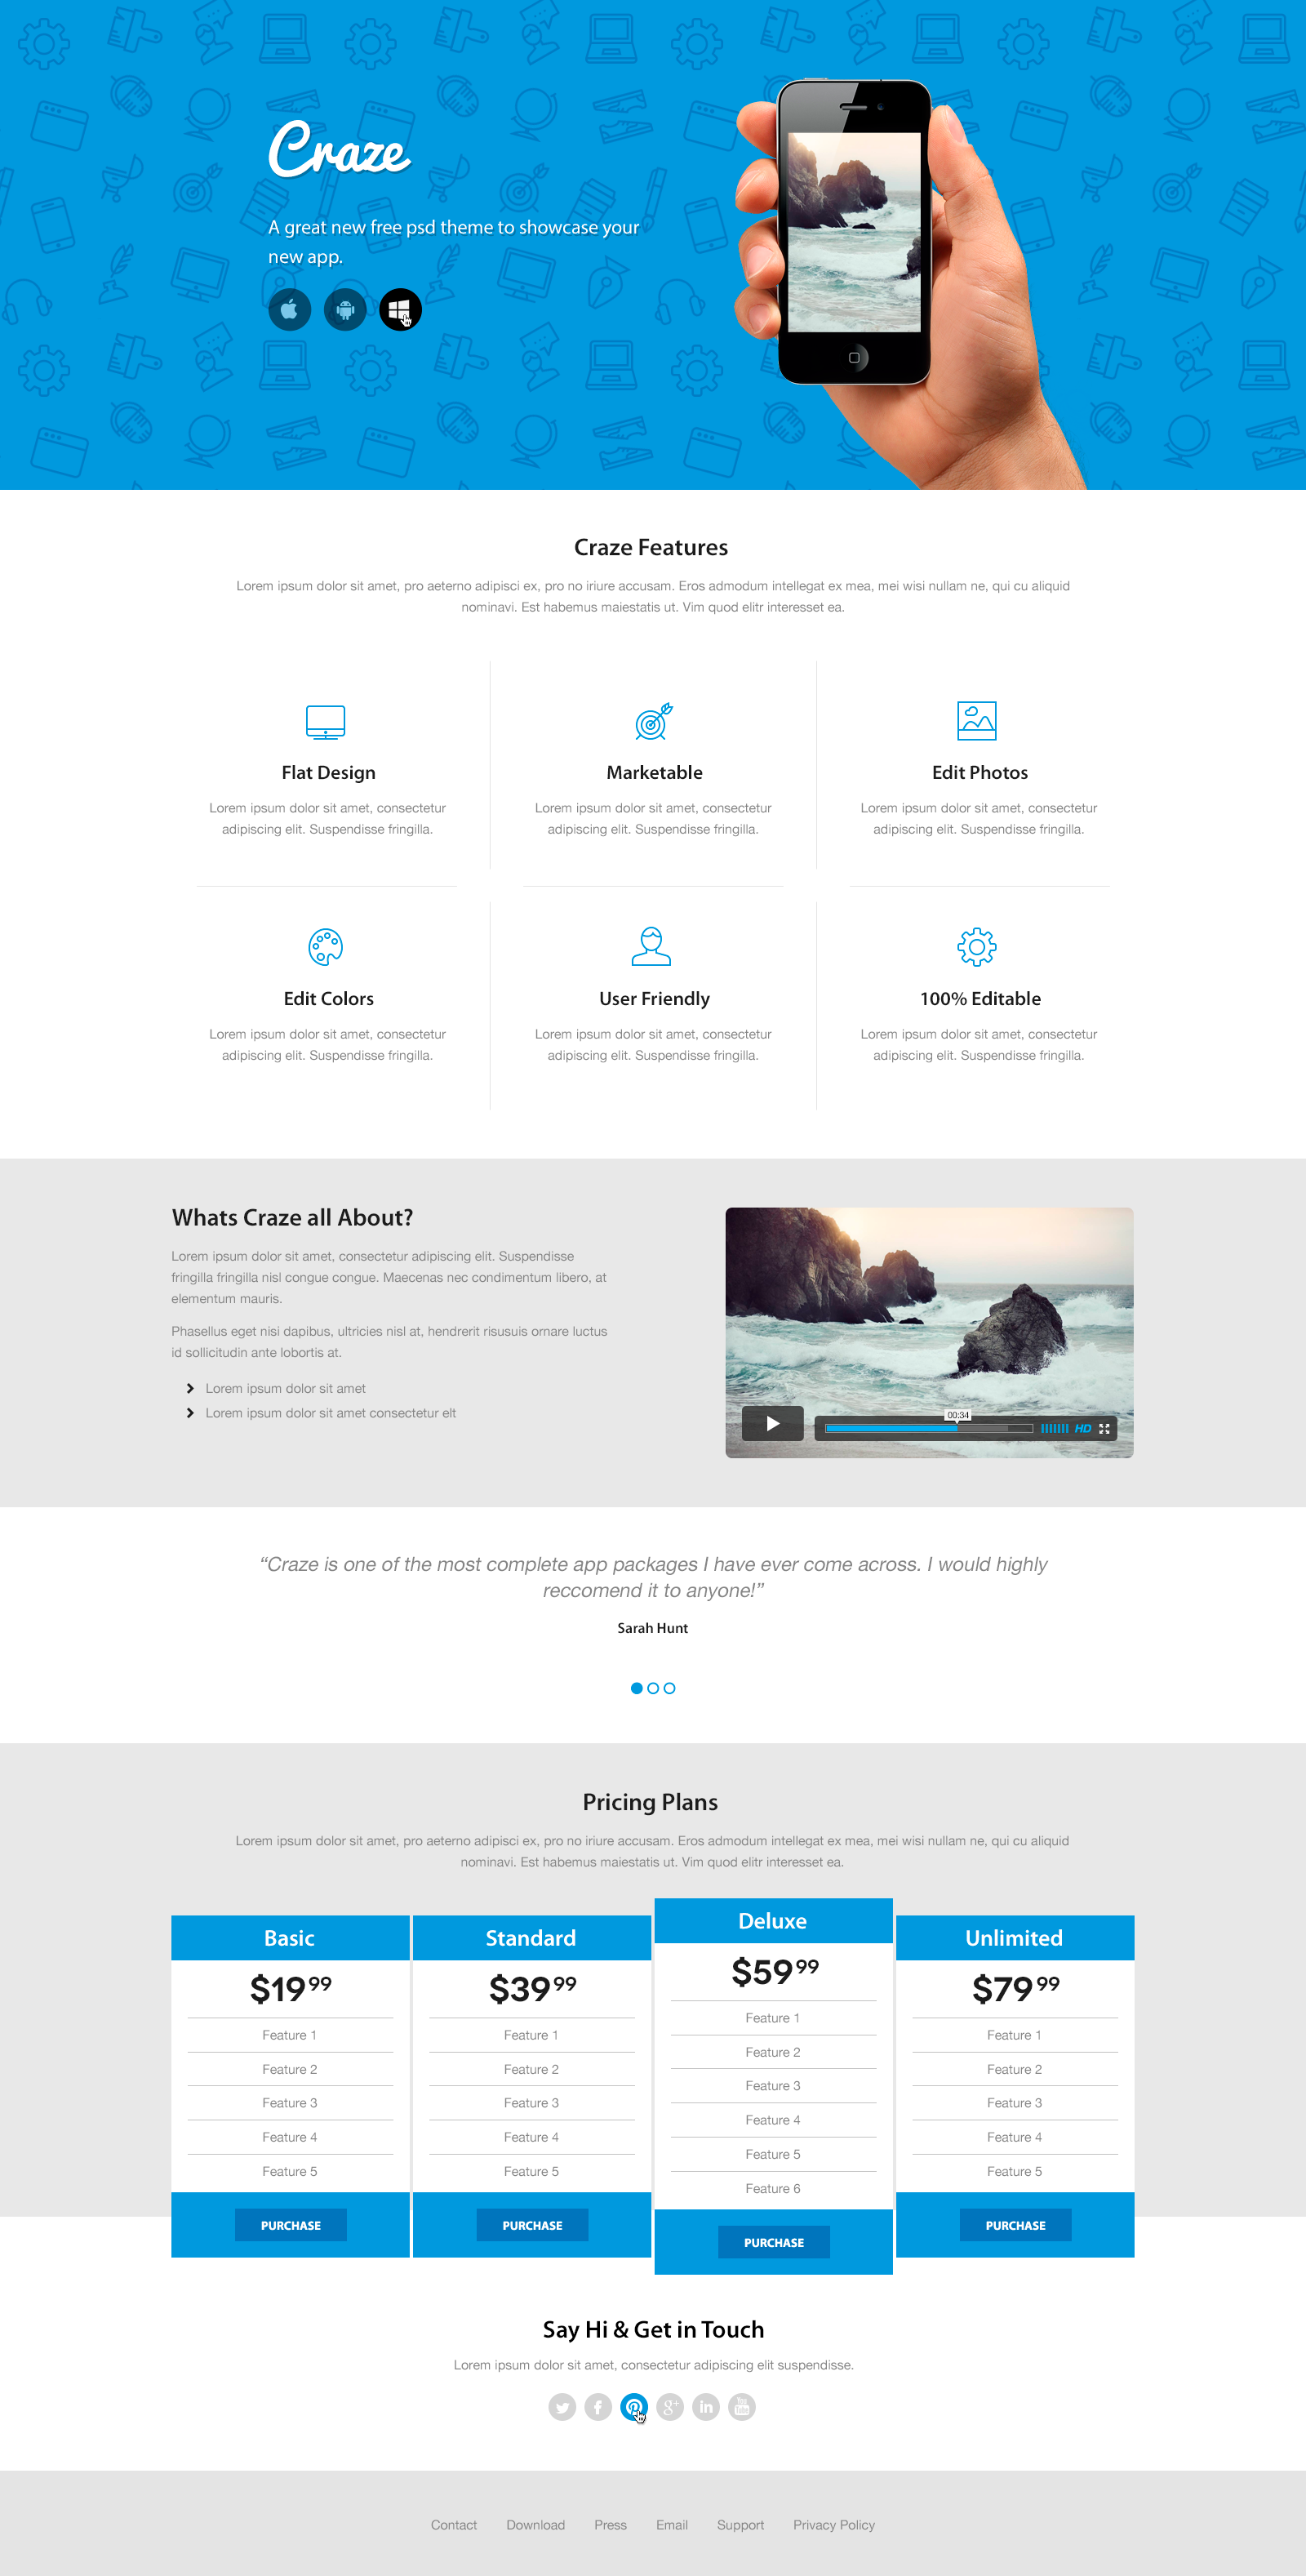 Craze
A great new free psd theme to showcase your
new app.
Craze Features
Lorem ipsum dolor sit amet, pro aeterno adipisci ex, pro no iriure accusam. Eros admodum intellegat ex mea, mei wisi nullam ne, qui cu aliquid
nominavi. Est habemus maiestatis ut. Vim quod elitr interesset ea.
Flat Design
Lorem ipsum dolor sit amet, consectetur
adipiscing elit. Suspendisse fringilla.
Marketable
Lorem ipsum dolor sit amet, consectetur
adipiscing elit. Suspendisse fringilla.
Edit Photos
Lorem ipsum dolor sit amet, consectetur
adipiscing elit. Suspendisse fringilla.
Edit Colors
Lorem ipsum dolor sit amet, consectetur
adipiscing elit. Suspendisse fringilla.
User Friendly
Lorem ipsum dolor sit amet, consectetur
adipiscing elit. Suspendisse fringilla.
100% Editable
Lorem ipsum dolor sit amet, consectetur
adipiscing elit. Suspendisse fringilla.
Whats Craze all About?
Lorem ipsum dolor sit amet, consectetur adipiscing elit. Suspendisse
fringilla fringilla nisl congue congue. Maecenas nec condimentum libero, at
elementum mauris.
Phasellus eget nisi dapibus, ultricies nisl at, hendrerit risusuis ornare luctus
id sollicitudin ante lobortis at.
Lorem ipsum dolor sit amet
Lorem ipsum dolor sit amet consectetur elt
00:34
HD
“Craze is one of the most complete app packages I have ever come across. I would highly
reccomend it to anyone!”
Sarah Hunt
Pricing Plans
Lorem ipsum dolor sit amet, pro aeterno adipisci ex, pro no iriure accusam. Eros admodum intellegat ex mea, mei wisi nullam ne, qui cu aliquid
nominavi. Est habemus maiestatis ut. Vim quod elitr interesset ea.
Basic
$19 99
Feature 1
Feature 2
Feature 3
Feature 4
Feature 5
PURCHASE
Standard
$39 99
Feature 1
Feature 2
Feature 3
Feature 4
Feature 5
PURCHASE
Deluxe
$59 99
Feature 1
Feature 2
Feature 3
Feature 4
Feature 5
Feature 6
PURCHASE
Unlimited
$79 99
Feature 1
Feature 2
Feature 3
Feature 4
Feature 5
PURCHASE
Say Hi & Get in Touch
Lorem ipsum dolor sit amet, consectetur adipiscing elit suspendisse.
f g+ in You Tube
Contact Download Press Email Support Privacy Policy